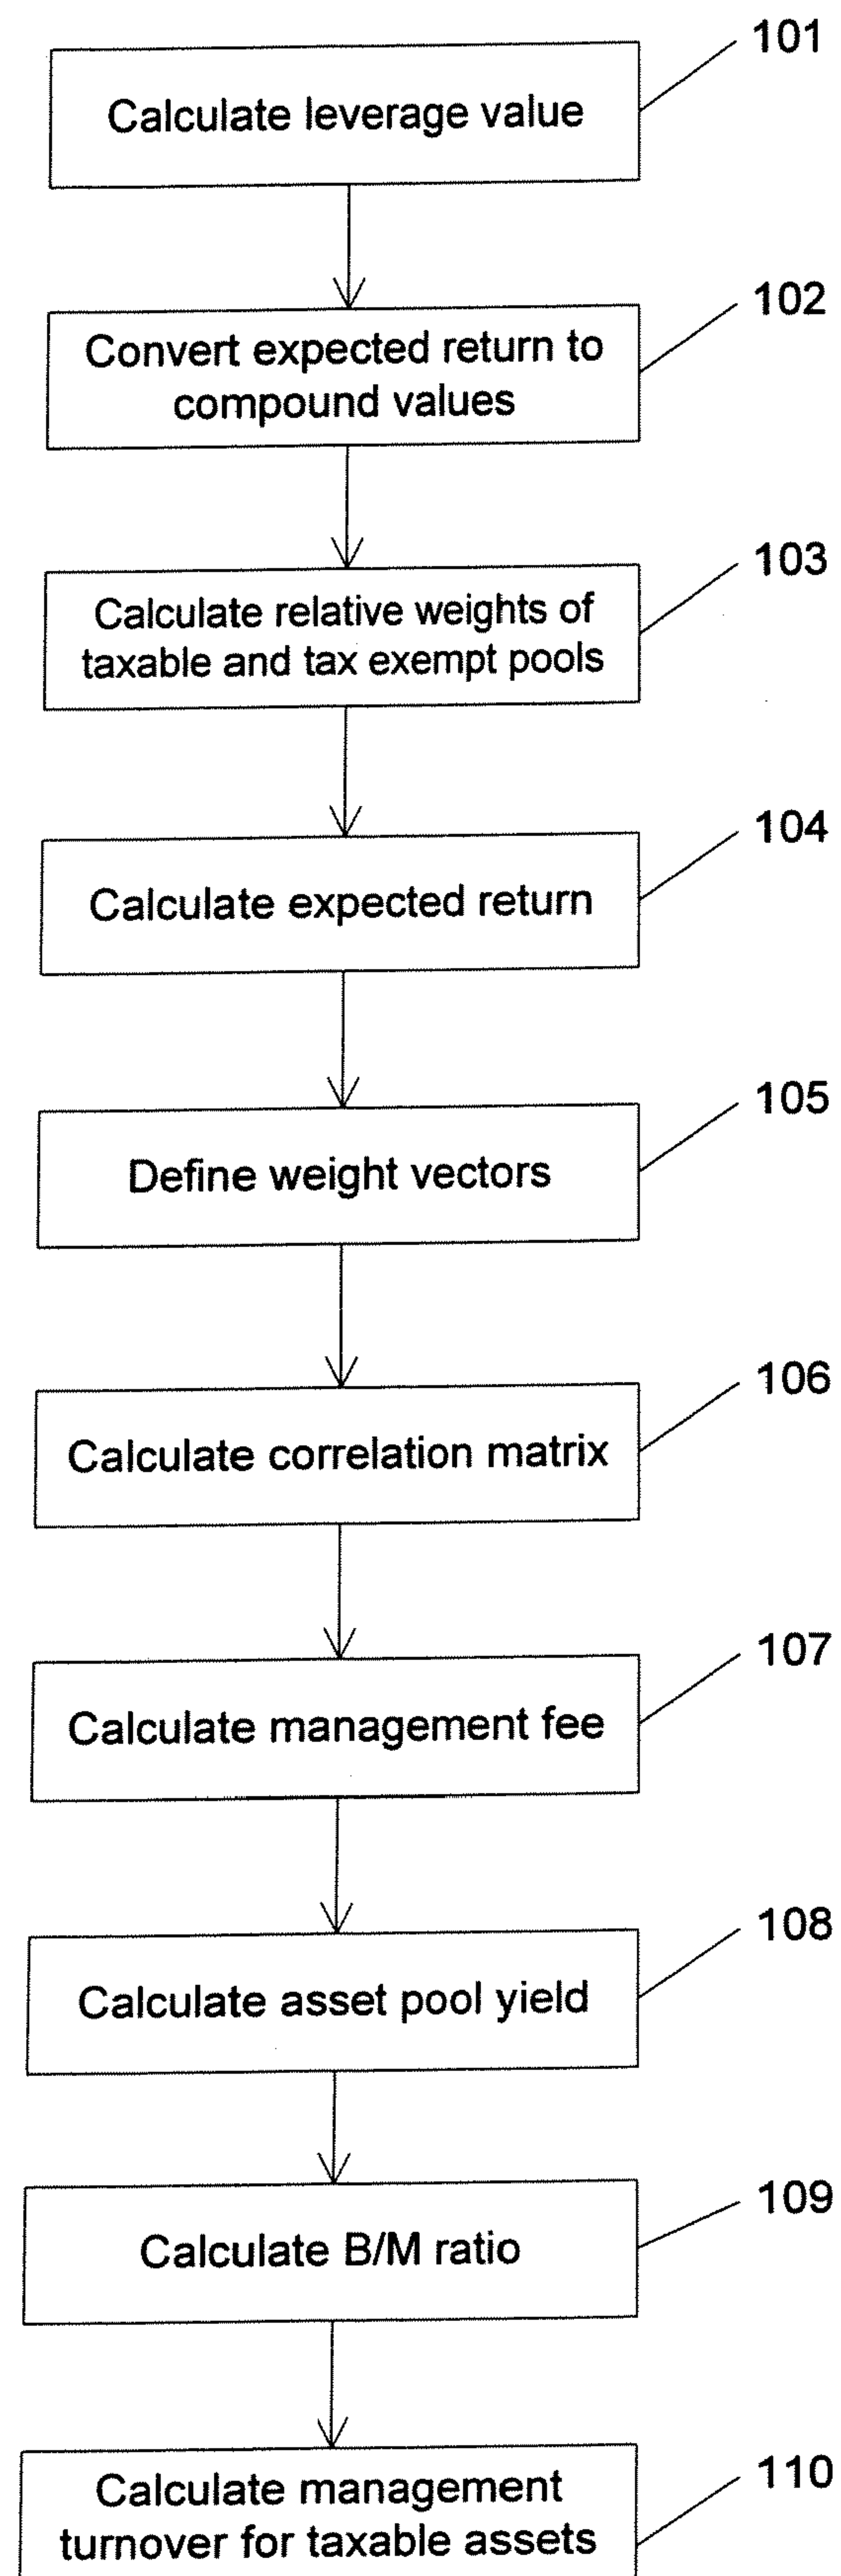 101
Calculate leverage value
102
Convert expected return to
compound values
103
Calculate relative weights of
taxable and tax exempt pools
104
Calculate expected return
105
Define weight vectors
106
Calculate correlation matrix
107
Calculate management fee
108
Calculate asset pool yield
109
Calculate B/M ratio
110
Calculate management
turnover for taxable assets